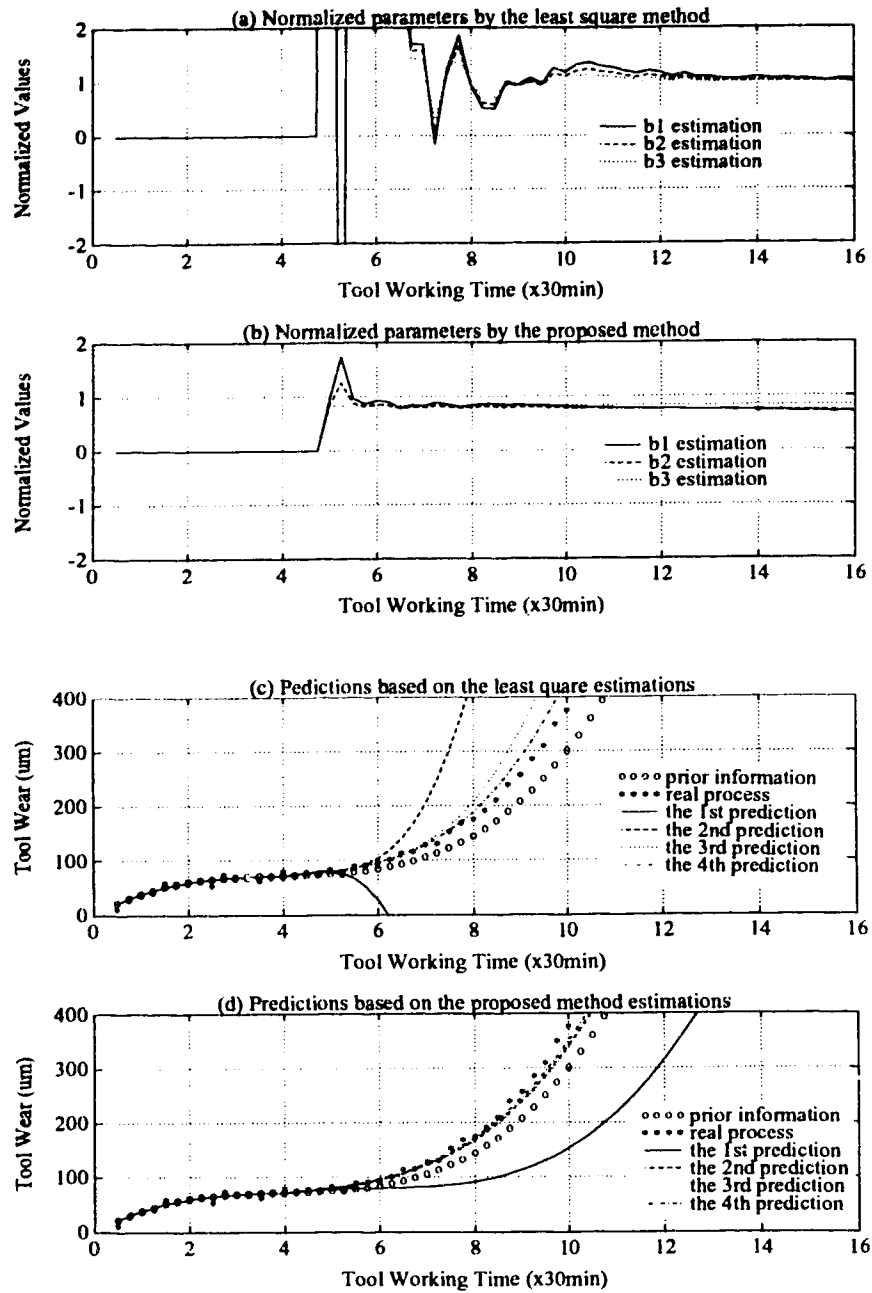 (a) Normalized parameters by the least square method
2
1
0
-1
-2
Normalized Values
b1 estimation
b2 estimation
b3 estimation
0 2 4 6 8 10 12 14 16
Tool Working Time (x30min)
(b) Normalized parameters by the proposed method
2
1
0
-1
-2
Normalized Values
b1 estimation
b2 estimation
b3 estimation
0 2 4 6 8 10 12 14 16
Tool Working Time (x30min)
(c) Pedictions based on the least quare estimations
400
300
200
100
0
Tool Wear (um)
prior information
real process
the 1st prediction
the 2nd prediction
the 3rd prediction
the 4th prediction
0 2 4 6 8 10 12 14 16
Tool Working Time (x30min)
(d) Predictions based on the proposed method estimations
400
300
200
100
0
Tool Wear (um)
prior information
real process
the 1st prediction
the 2nd prediction
the 3rd prediction
the 4th prediction
0 2 4 6 8 10 12 14 16
Tool Working Time (x30min)